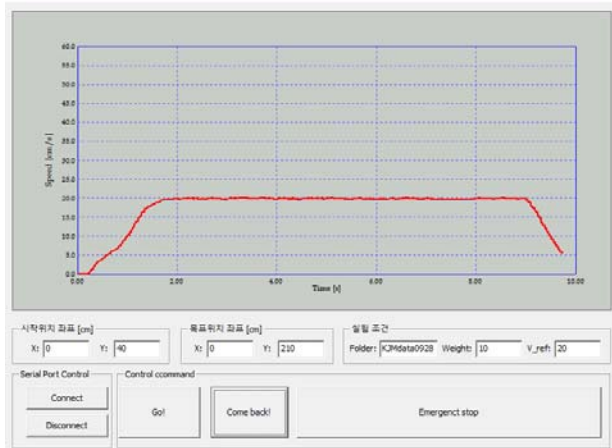 60.0
55.0
50.0
45.0
40.0
35.0
30.0
25.0
20.0
15.0
10.0
5.0
0.0
Speed [cm/s]
0.00 2.00 4.00 6.00 8.00 10.00
Time [s]
시작위치 좌표 [cm] 목표위치 좌표 [cm] 실험 조건
X: 0 Y: 40 X: 0 Y: 210 Folder: KJMdata0928 Weight: 10 V_ref: 20
Serial Port Control Control ccommand
Connect
Disconnect
Go! Come back! Emergenct stop